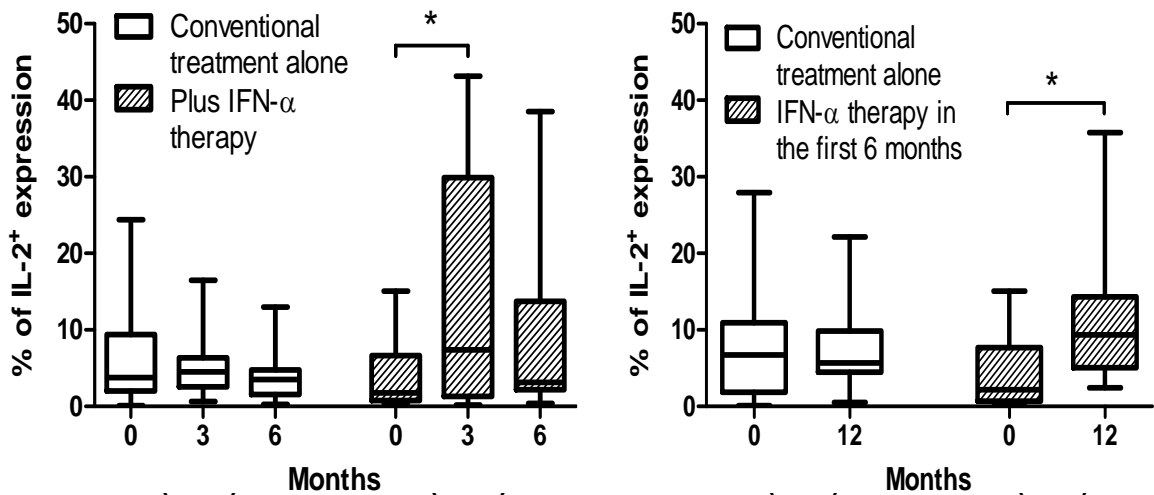 50
40
30
20
10
0
% of IL-2⁺ expression
Conventional
treatment alone
Plus IFN-α
therapy
*
0 3 6 0 3 6
Months
50
40
30
20
10
0
% of IL-2⁺ expression
Conventional
treatment alone
IFN-α therapy in
the first 6 months
*
0 12 0 12
Months